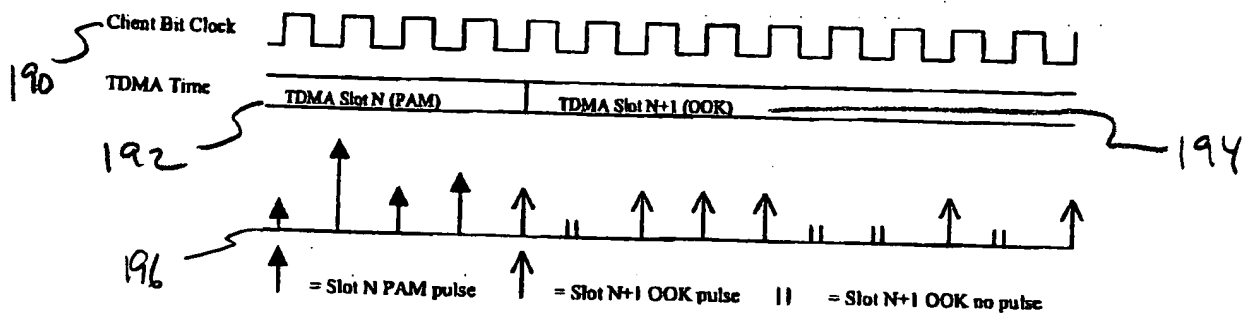 Client Bit Clock
190
TDMA Time
TDMA Slot N (PAM) TDMA Slot N+1 (OOK)
192
194
196
= Slot N PAM pulse = Slot N+1 OOK pulse = Slot N+1 OOK no pulse